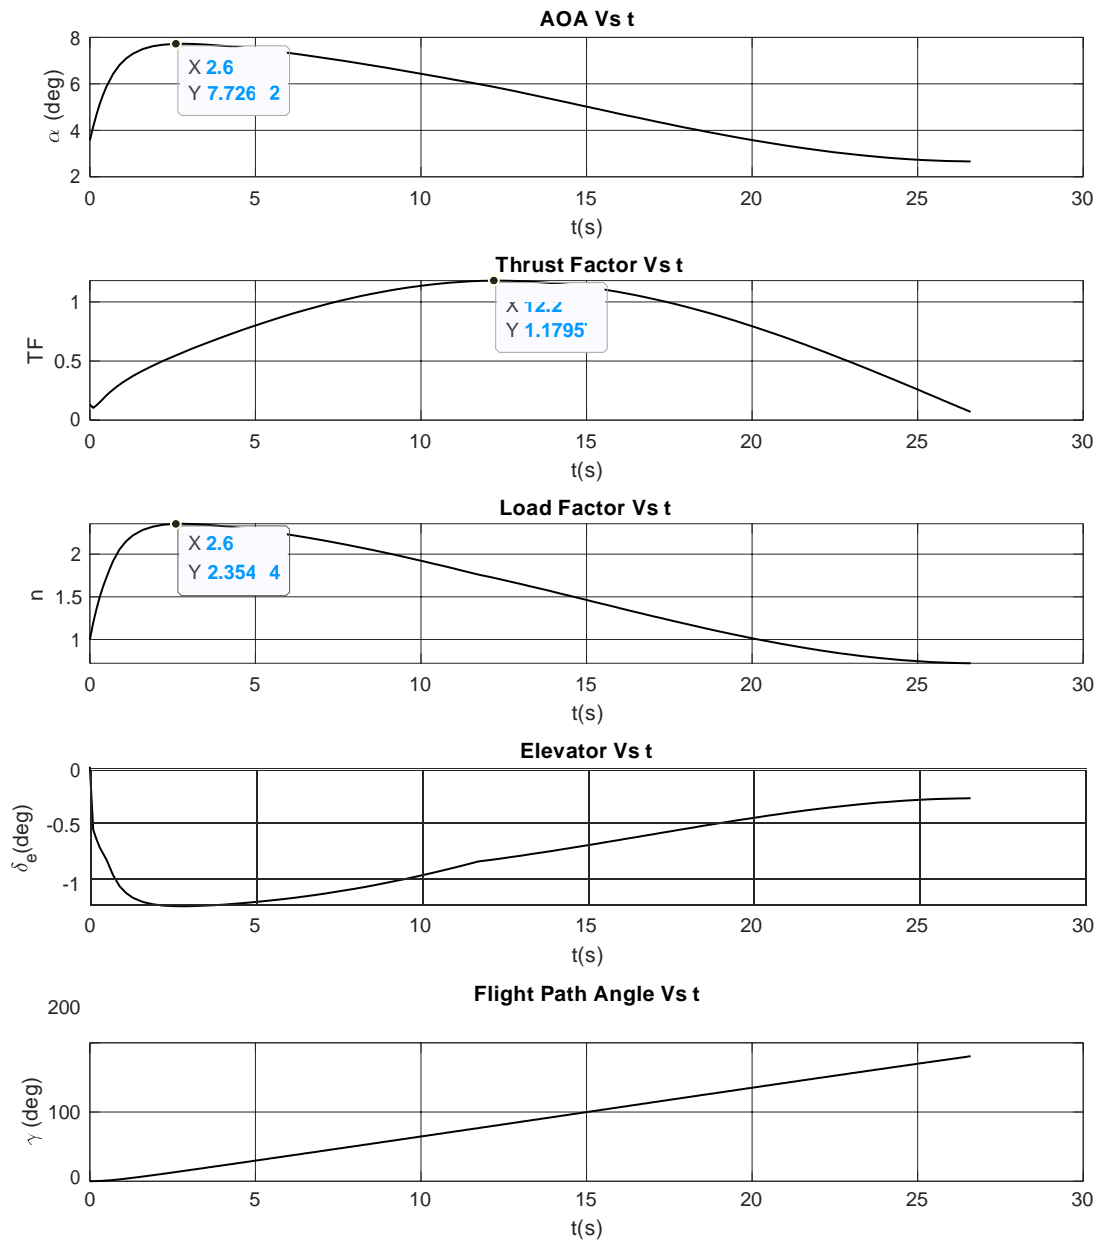 AOA Vs t
8
6
4
2
α (deg)
X 2.6
Y 7.726 2
0 5 10 15 20 25 30
t(s)
Thrust Factor Vs t
1
0.5
0
TF
X 12.2
Y 1.1795
0 5 10 15 20 25 30
t(s)
Load Factor Vs t
2
1.5
1
n
X 2.6
Y 2.354 4
0 5 10 15 20 25 30
t(s)
Elevator Vs t
0
-0.5
-1
δe(deg)
0 5 10 15 20 25 30
t(s)
Flight Path Angle Vs t
200
100
0
γ (deg)
0 5 10 15 20 25 30
t(s)